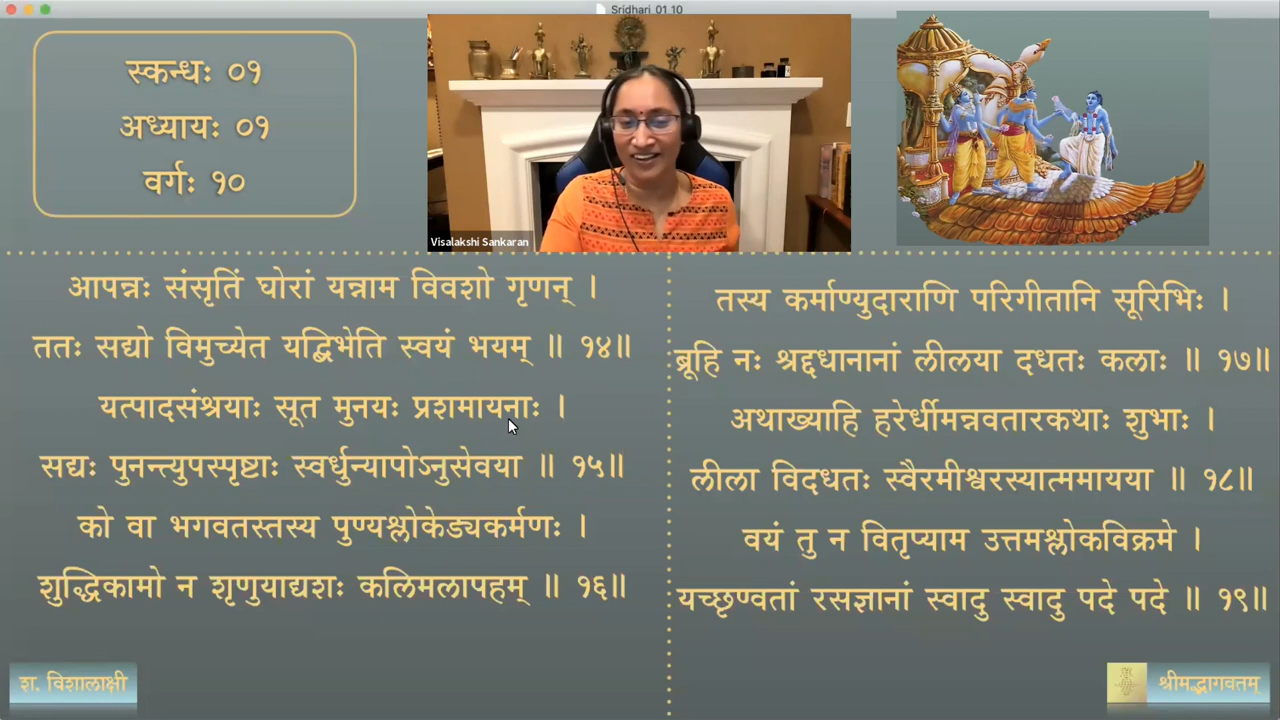 Sridhari_01_10
स्कन्धः ०१
अध्यायः ०१
वर्गः १०
Visalakshi Sankaran
आपन्नः संसृतिं घोरां यन्नाम विवशो गृणन् ।
ततः सद्यो विमुच्येत यद्बिभेति स्वयं भयम् ॥ १४॥
यत्पादसंश्रयाः सूत मुनयः प्रशमायनाः ।
सद्यः पुनन्त्युपस्पृष्टाः स्वर्धुन्यापोऽनुसेवया ॥ १५॥
को वा भगवतस्तस्य पुण्यश्लोकेड्यकर्मणः ।
शुद्धिकामो न शृणुयाद्यशः कलिमलापहम् ॥ १६॥
तस्य कर्माण्युदाराणि परिगीतानि सूरिभिः ।
ब्रूहि नः श्रद्दधानानां लीलया दधतः कलाः ॥ १७॥
अथाख्याहि हरेर्धीमन्नवतारकथाः शुभाः ।
लीला विदधतः स्वैरमीश्वरस्यात्ममायया ॥ १८॥
वयं तु न वितृप्याम उत्तमश्लोकविक्रमे ।
यच्छृण्वतां रसज्ञानां स्वादु स्वादु पदे पदे ॥ १९॥
श. विशालाक्षी
श्रीमद्भागवतम्